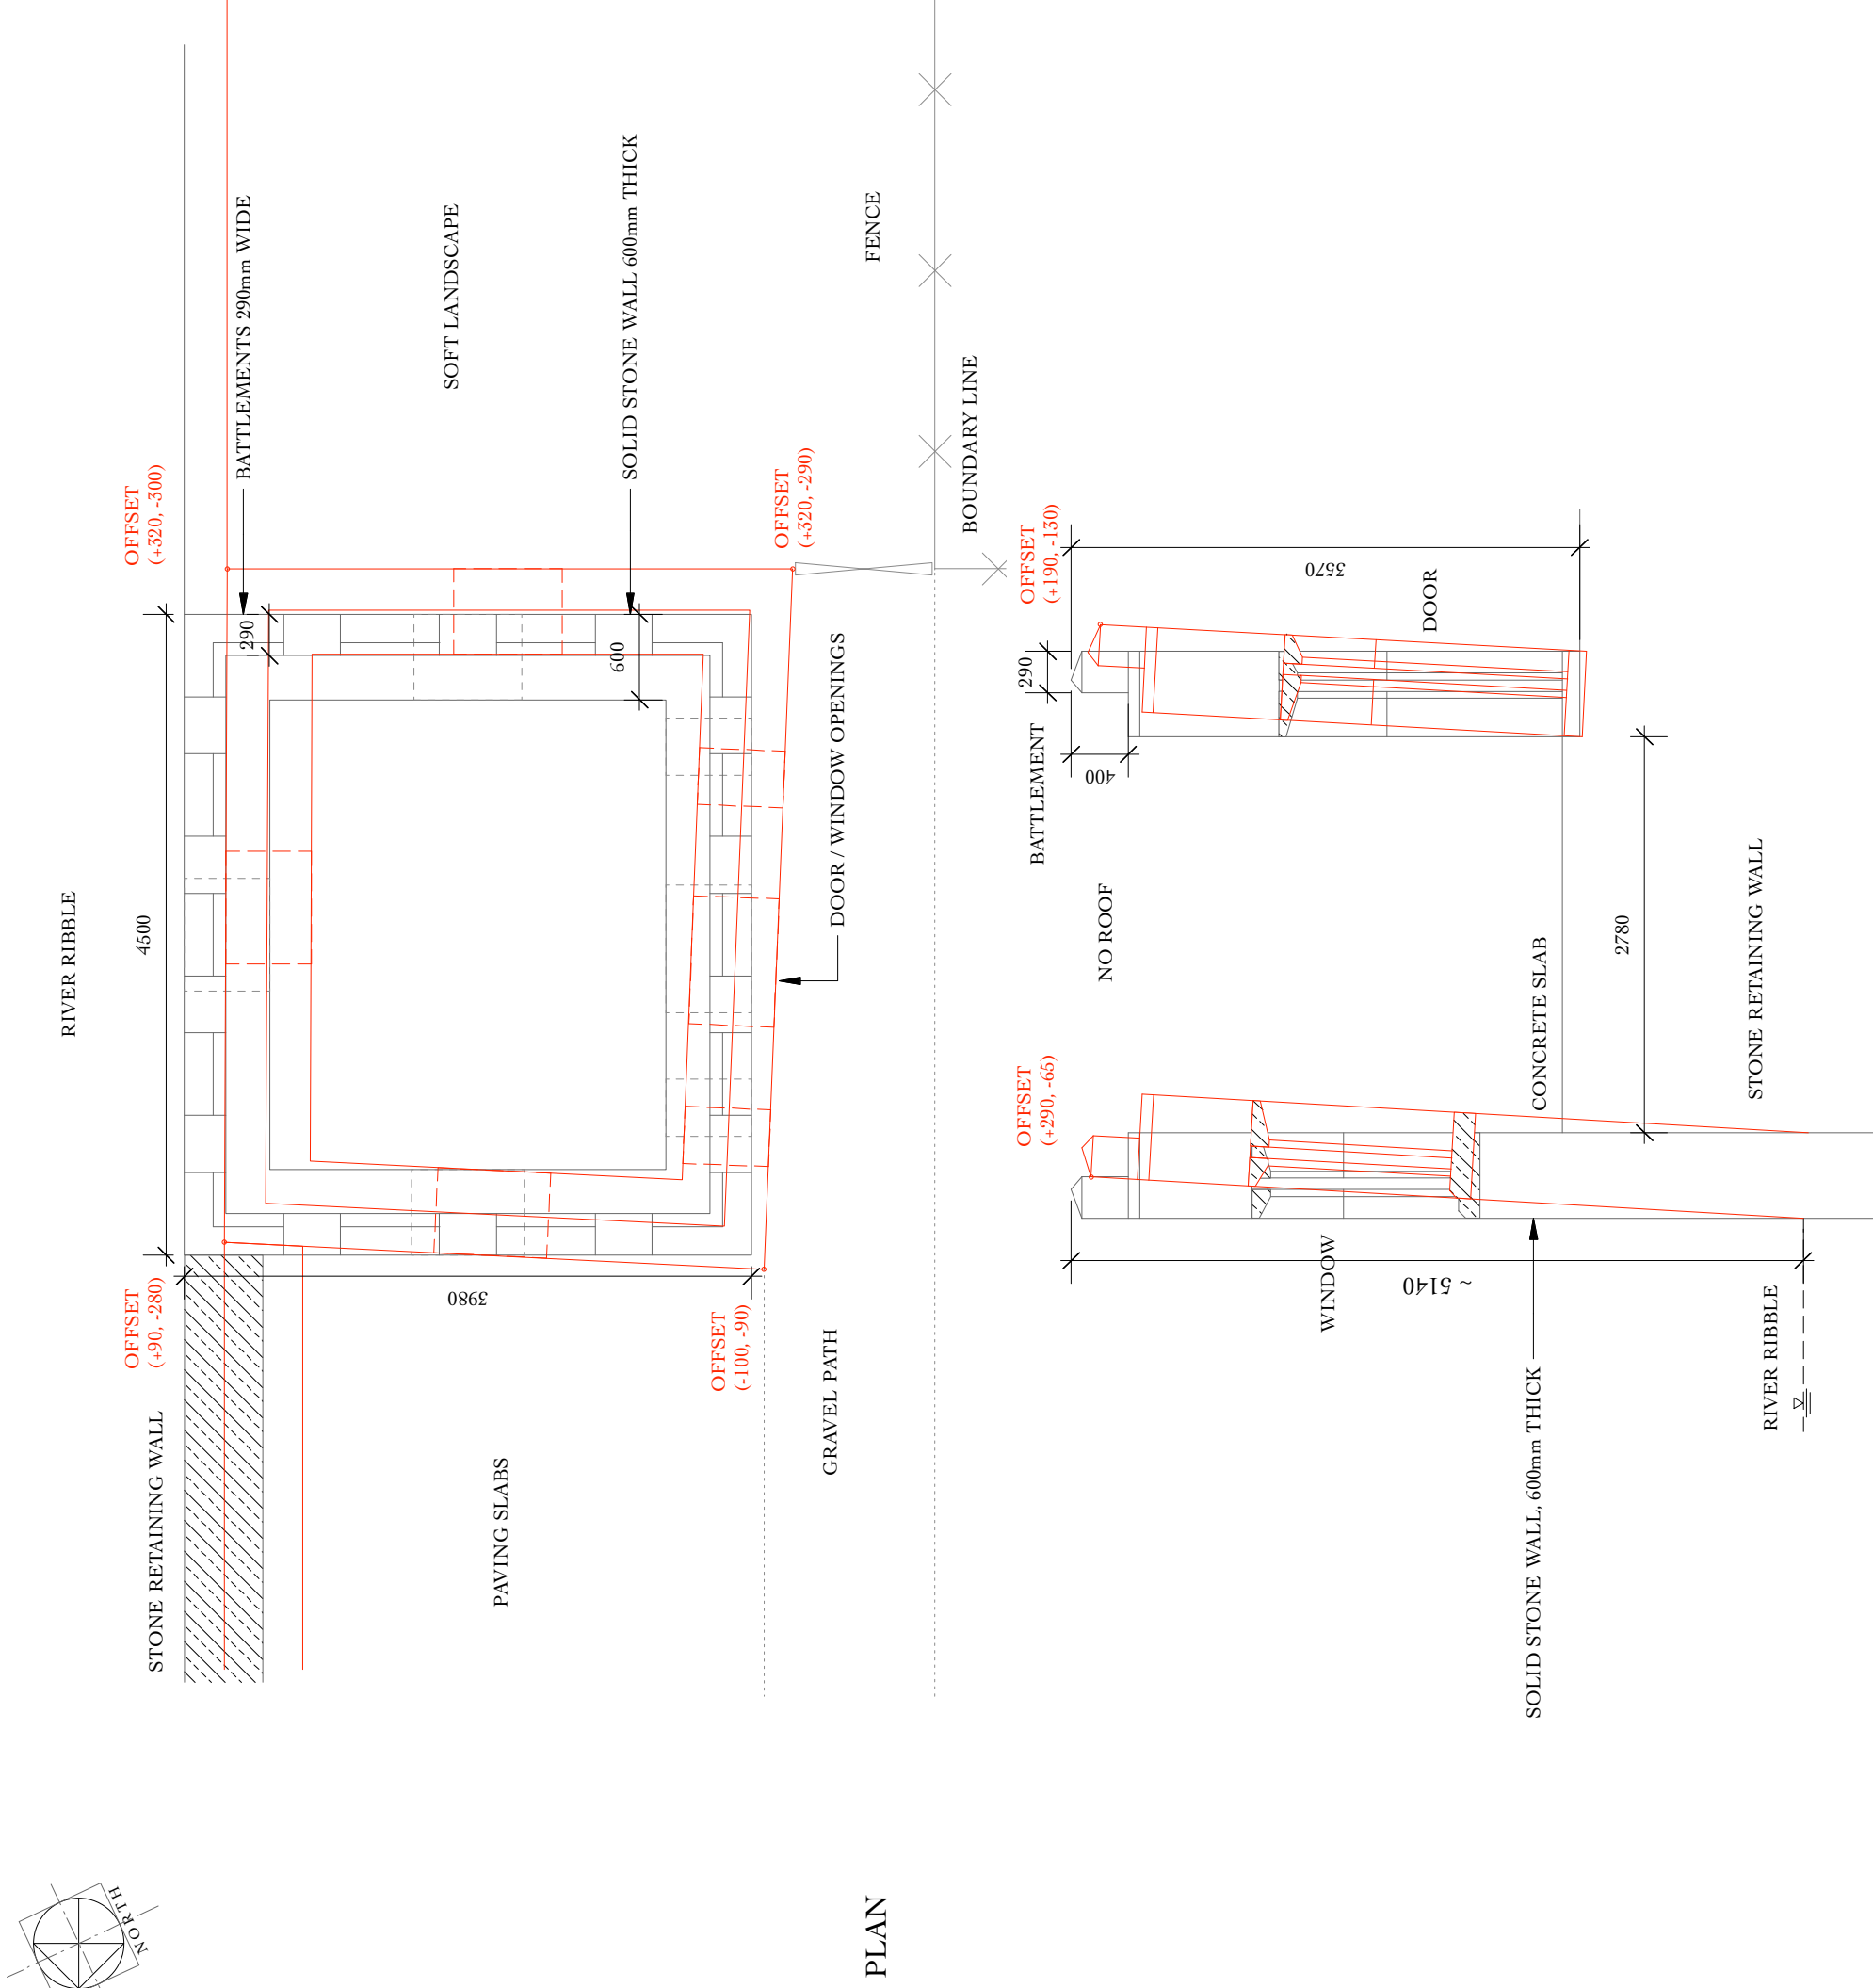 RIVER RIBBLE
4500
OFFSET
(+90, -280)
OFFSET
(+320, -300)
STONE RETAINING WALL
BATTLEMENTS 290mm WIDE
290
SOFT LANDSCAPE
SOLID STONE WALL 600mm THICK
600
3980
PAVING SLABS
OFFSET
(-100, -90)
OFFSET
(+320, -290)
GRAVEL PATH
DOOR / WINDOW OPENINGS
FENCE
BOUNDARY LINE
OFFSET
(+290, -65)
OFFSET
(+190, -130)
290
BATTLEMENT
400
NO ROOF
3570
DOOR
WINDOW
~ 5140
SOLID STONE WALL, 600mm THICK
CONCRETE SLAB
2780
STONE RETAINING WALL
RIVER RIBBLE
NORTH
PLAN